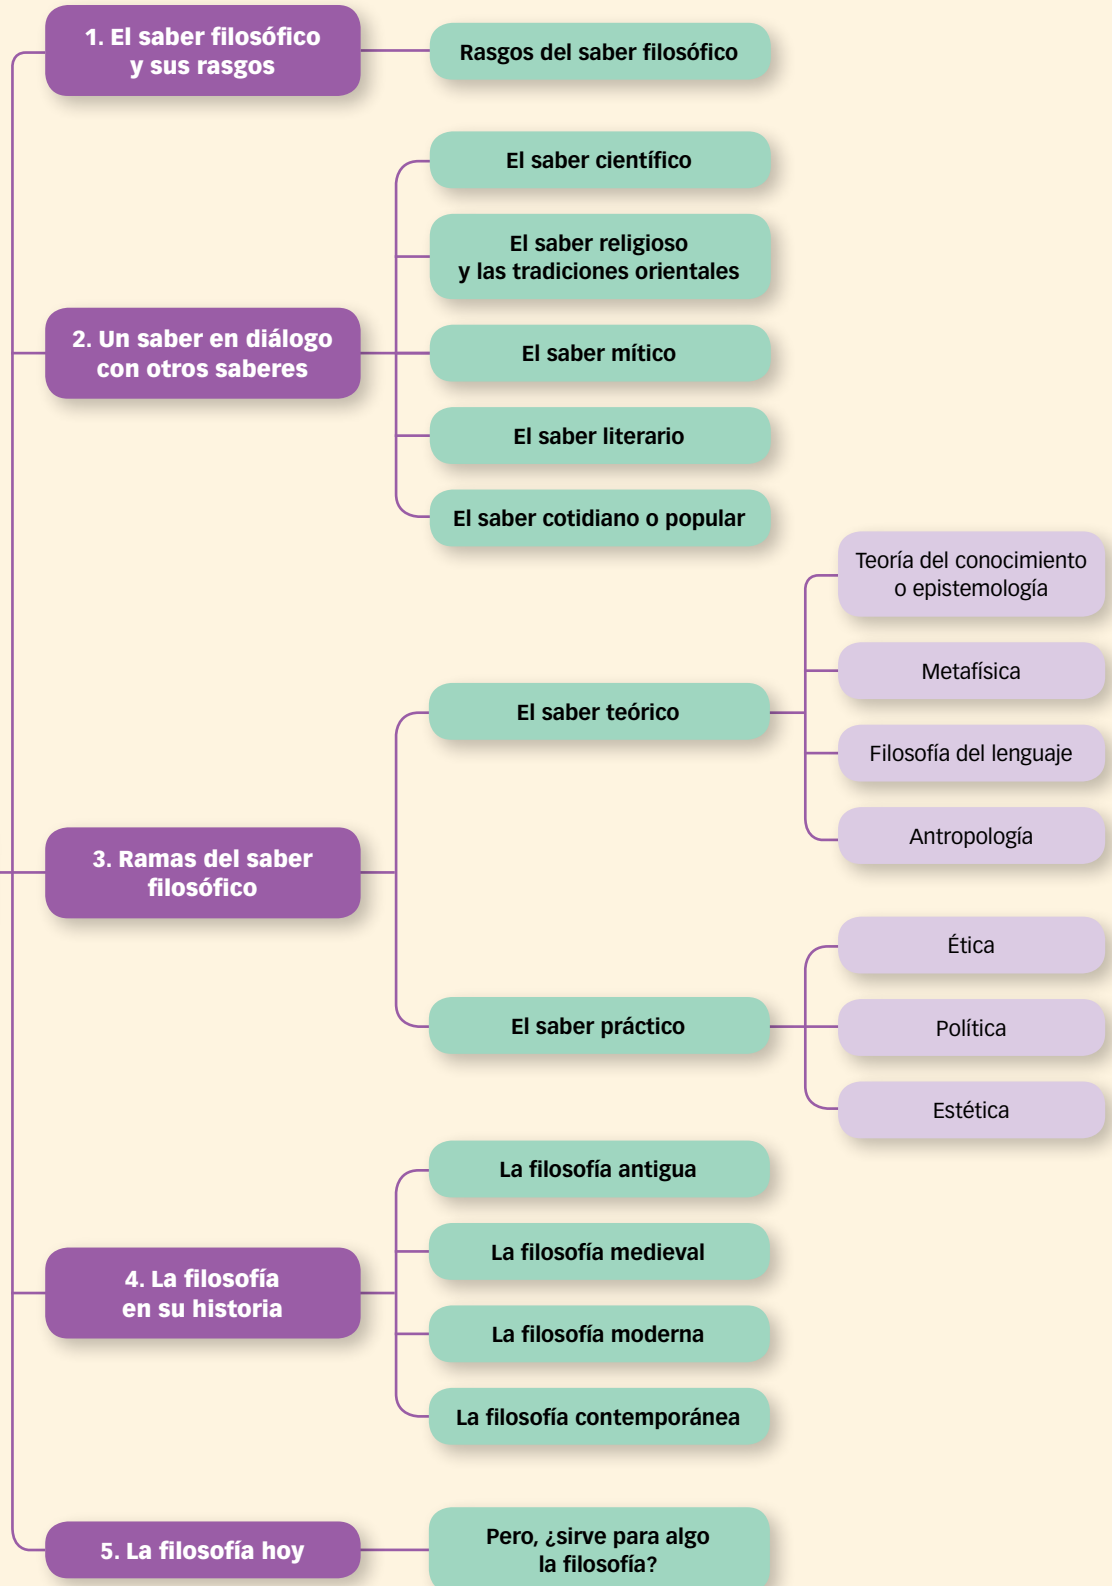 1. El saber filosófico
y sus rasgos
Rasgos del saber filosófico
2. Un saber en diálogo
con otros saberes
El saber científico
El saber religioso
y las tradiciones orientales
El saber mítico
El saber literario
El saber cotidiano o popular
3. Ramas del saber
filosófico
El saber teórico
Teoría del conocimiento
o epistemología
Metafísica
Filosofía del lenguaje
Antropología
El saber práctico
Ética
Política
Estética
4. La filosofía
en su historia
La filosofía antigua
La filosofía medieval
La filosofía moderna
La filosofía contemporánea
5. La filosofía hoy
Pero, ¿sirve para algo
la filosofía?